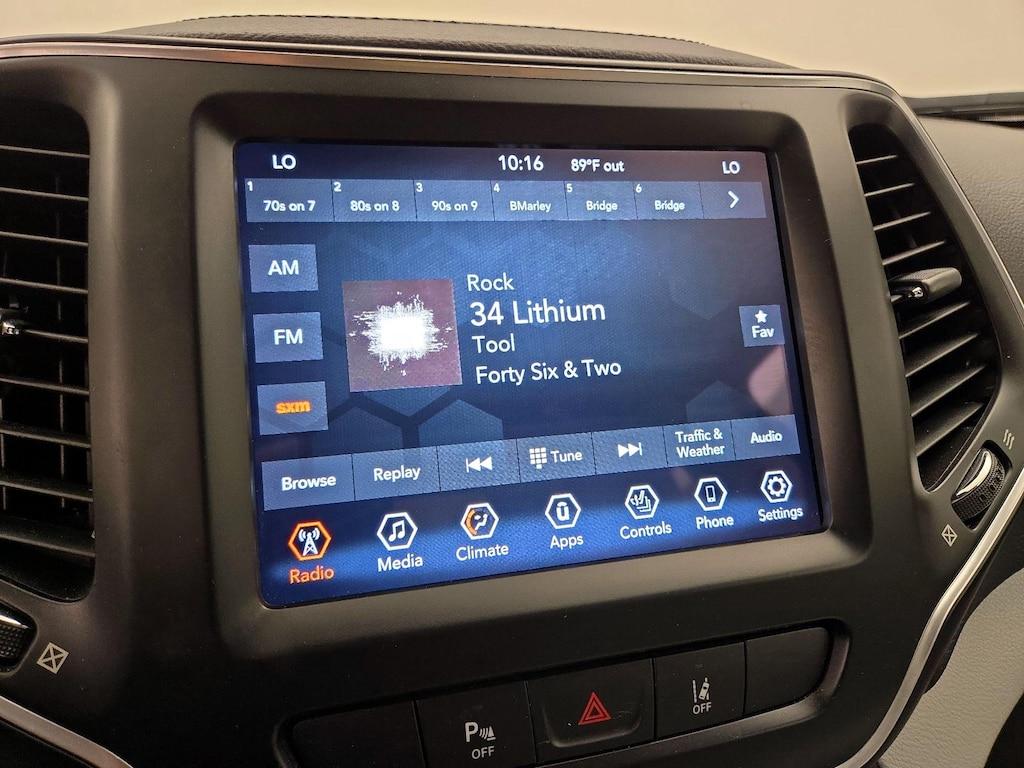 LO 10:16 89°F out LO
1 70s on 7 2 80s on 8 3 90s on 9 4 BMarley 5 Bridge 6 Bridge
AM
FM
sxm
Rock
34 Lithium
Tool
Forty Six & Two
Fav
Browse Replay Tune Traffic & Weather Audio
Radio Media Climate Apps Controls Phone Settings
P OFF
OFF